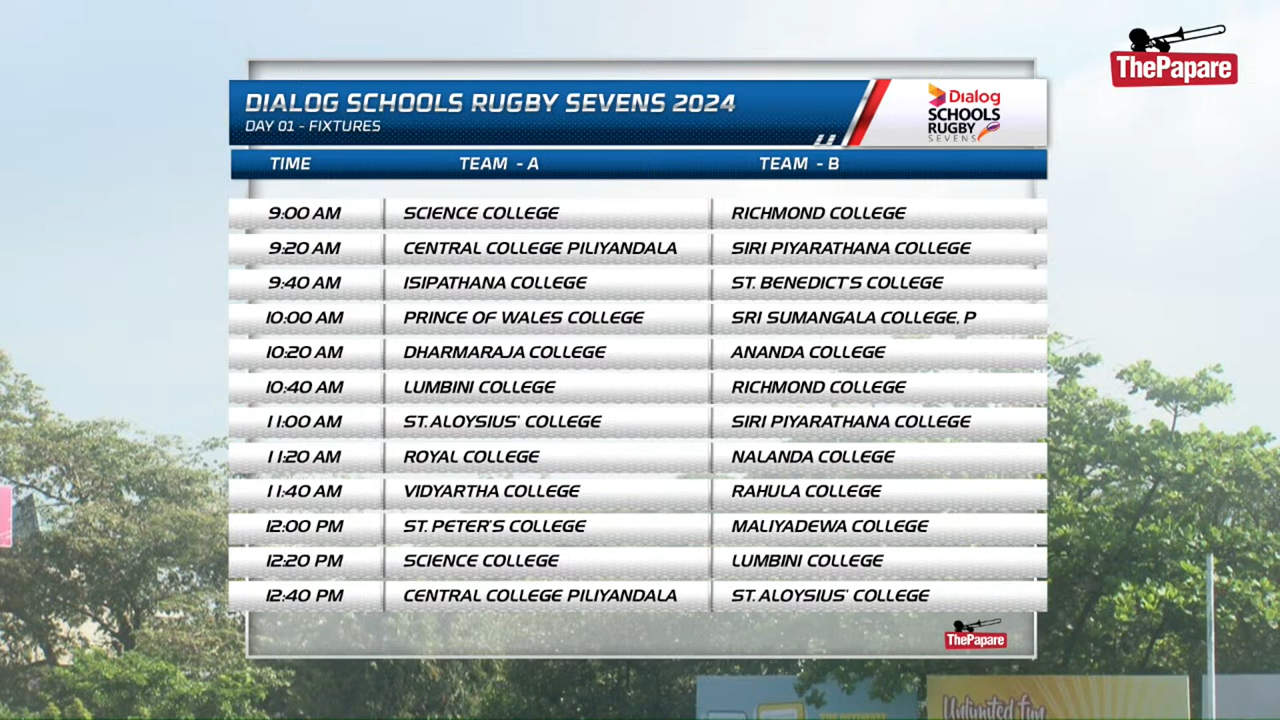 ThePapare
DIALOG SCHOOLS RUGBY SEVENS 2024
DAY 01 - FIXTURES
Dialog
SCHOOLS
RUGBY
SEVENS
TIME TEAM - A TEAM - B
9:00 AM SCIENCE COLLEGE RICHMOND COLLEGE
9:20 AM CENTRAL COLLEGE PILIYANDALA SIRI PIYARATHANA COLLEGE
9:40 AM ISIPATHANA COLLEGE ST. BENEDICT'S COLLEGE
10:00 AM PRINCE OF WALES COLLEGE SRI SUMANGALA COLLEGE, P
10:20 AM DHARMARAJA COLLEGE ANANDA COLLEGE
10:40 AM LUMBINI COLLEGE RICHMOND COLLEGE
11:00 AM ST. ALOYSIUS' COLLEGE SIRI PIYARATHANA COLLEGE
11:20 AM ROYAL COLLEGE NALANDA COLLEGE
11:40 AM VIDYARTHA COLLEGE RAHULA COLLEGE
12:00 PM ST. PETER'S COLLEGE MALIYADEWA COLLEGE
12:20 PM SCIENCE COLLEGE LUMBINI COLLEGE
12:40 PM CENTRAL COLLEGE PILIYANDALA ST. ALOYSIUS' COLLEGE
ThePapare
Unlimited fun